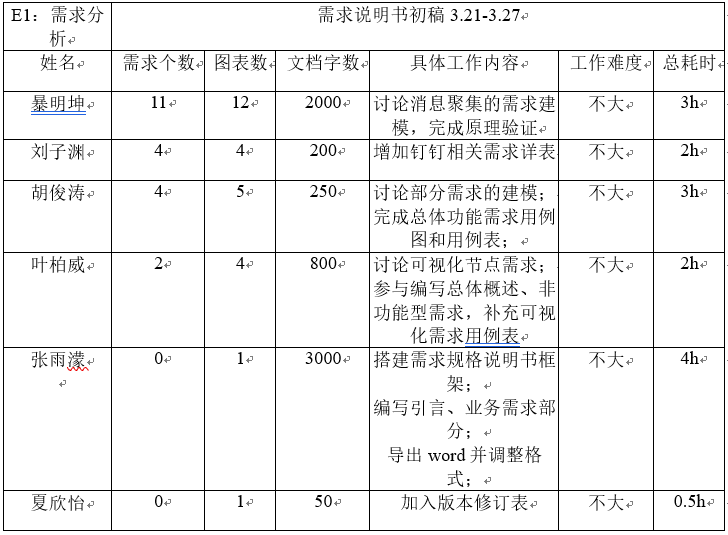 E1：需求分
析
需求说明书初稿 3.21-3.27
姓名 需求个数 图表数 文档字数 具体工作内容 工作难度 总耗时
暴明坤 11 12 2000 讨论消息聚集的需求建
模，完成原理验证 不大 3h
刘子渊 4 4 200 增加钉钉相关需求详表 不大 2h
胡俊涛 4 5 250 讨论部分需求的建模；
完成总体功能需求用例
图和用例表； 不大 3h
叶柏威 2 4 800 讨论可视化节点需求；
参与编写总体概述、非
功能型需求，补充可视
化需求用例表 不大 2h
张雨濛 0 1 3000 搭建需求规格说明书框
架；
编写引言、业务需求部
分；
导出 word 并调整格
式； 不大 4h
夏欣怡 0 1 50 加入版本修订表 不大 0.5h